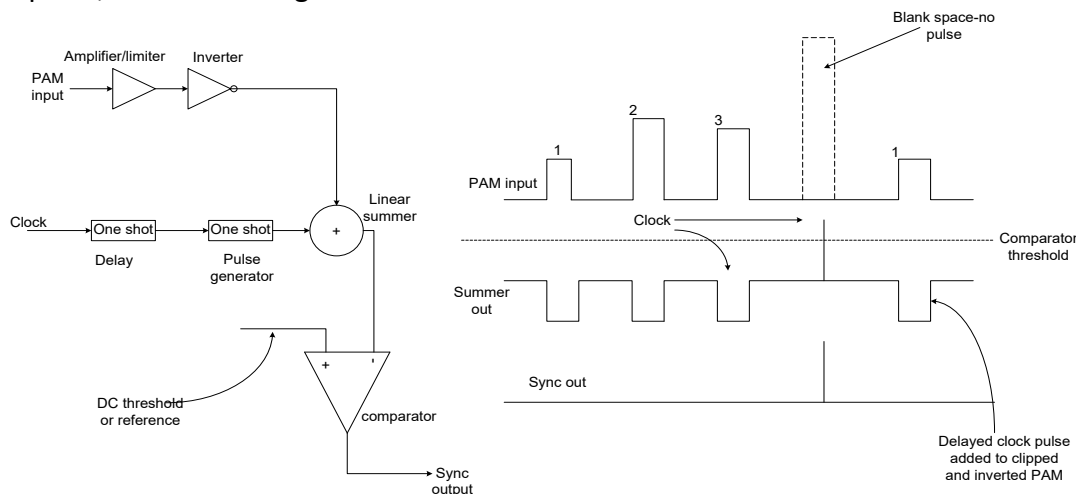 Amplifier/limiter
Inverter
PAM
input
Clock
One shot
One shot
Delay
Pulse
generator
Linear
summer
+
+
-
DC threshold
or reference
comparator
Sync
output
Blank space-no
pulse
1
2
3
1
PAM input
Clock
Comparator
threshold
Summer
out
Sync out
Delayed clock pulse
added to clipped
and inverted PAM